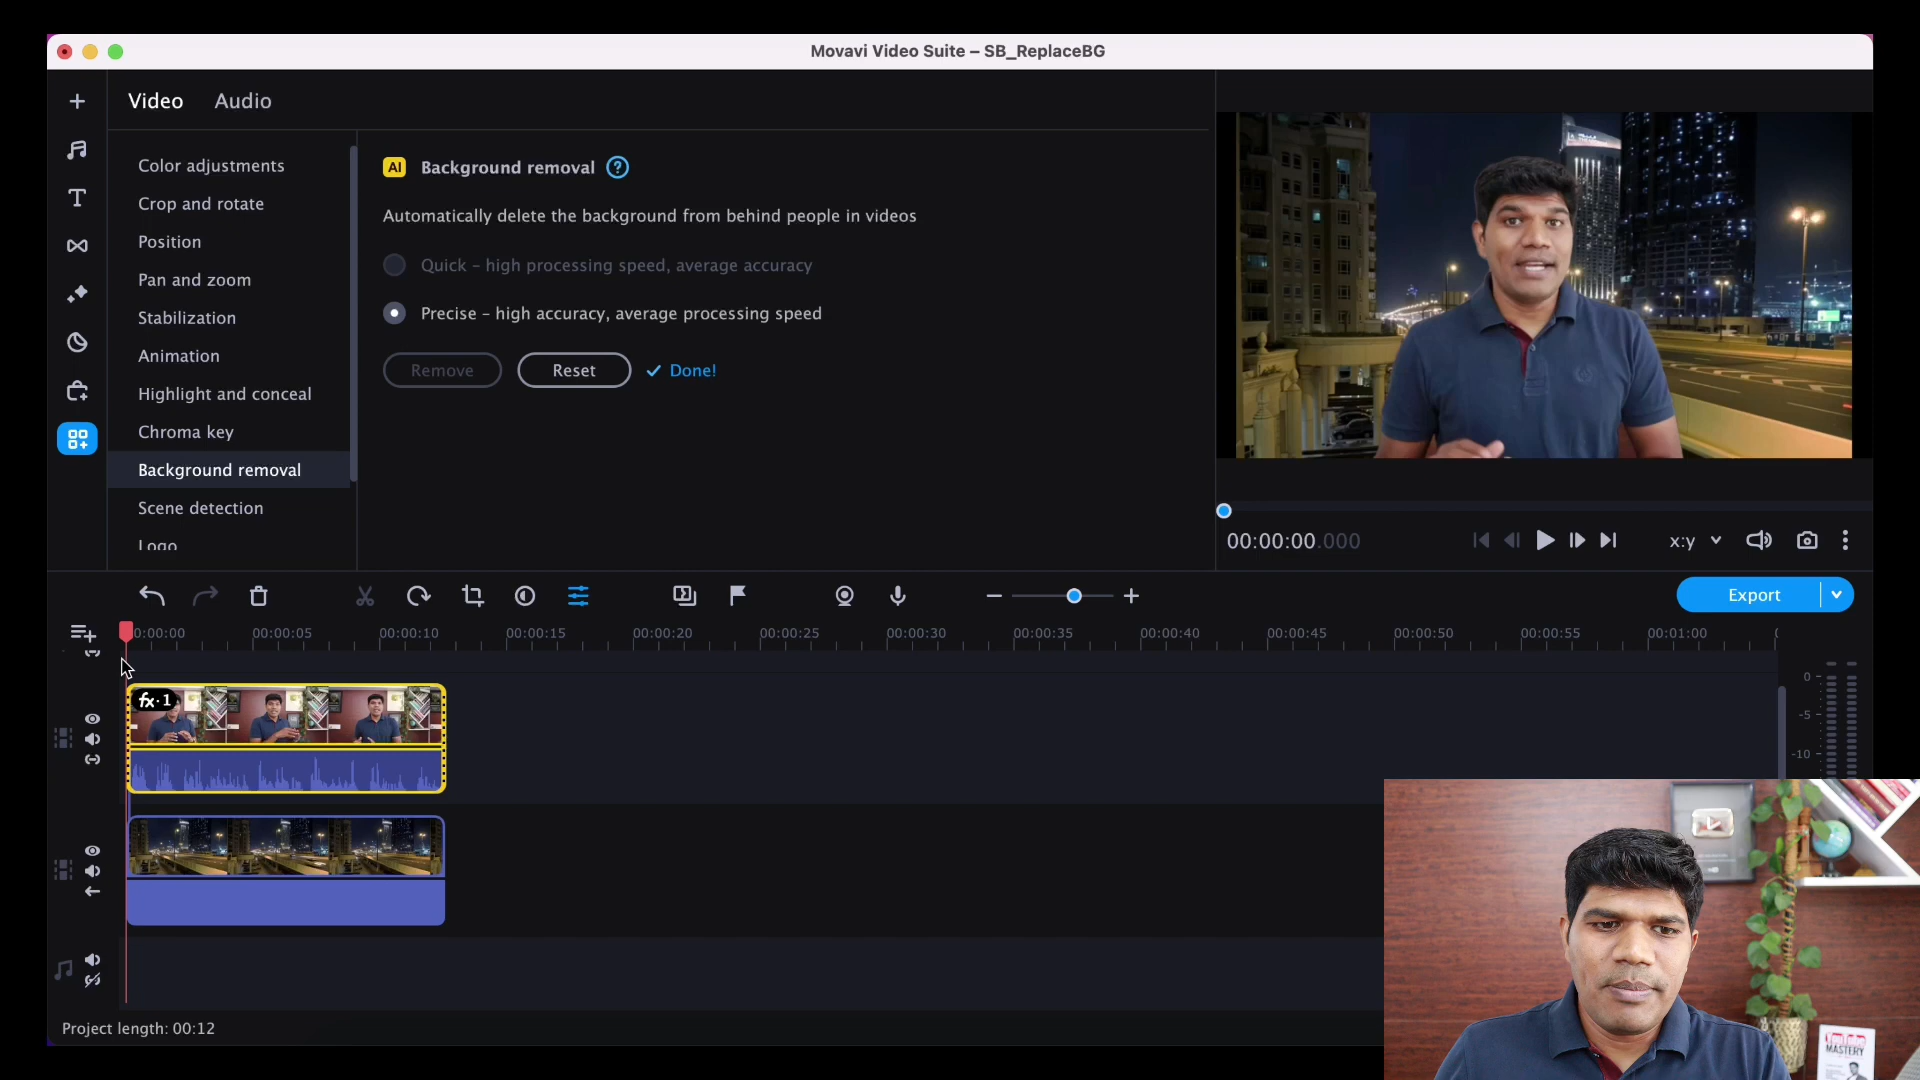 Movavi Video Suite – SB_ReplaceBG
Video Audio
Color adjustments
Crop and rotate
Position
Pan and zoom
Stabilization
Animation
Highlight and conceal
Chroma key
Background removal
Scene detection
Logo
AI Background removal ?
Automatically delete the background from behind people in videos
Quick – high processing speed, average accuracy
Precise – high accuracy, average processing speed
Remove Reset ✓ Done!
00:00:00.000
x:y
Export
0:00:00 00:00:05 00:00:10 00:00:15 00:00:20 00:00:25 00:00:30 00:00:35 00:00:40 00:00:45 00:00:50 00:00:55 00:01:00
fx·1
0
-5
-10
MASTERY
Project length: 00:12